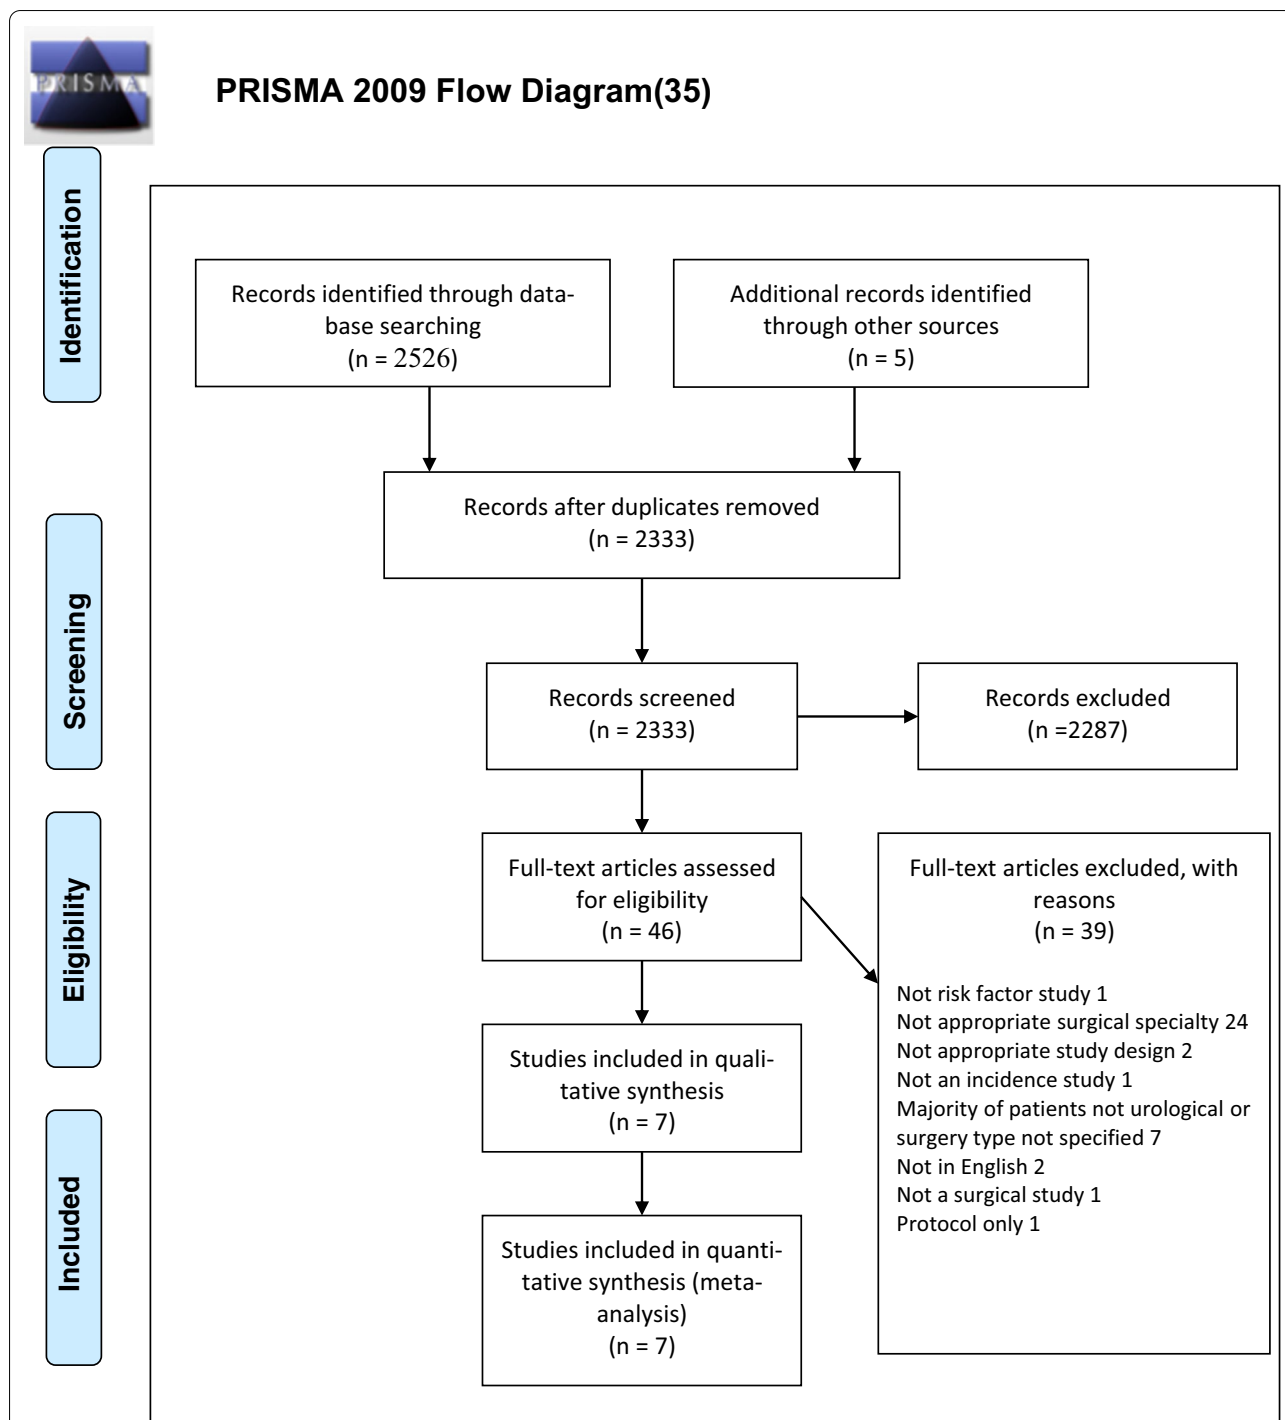 PRISMA
PRISMA 2009 Flow Diagram(35)
Identification
Records identified through data-
base searching
(n = 2526)
Additional records identified
through other sources
(n = 5)
Records after duplicates removed
(n = 2333)
Screening
Records screened
(n = 2333)
Records excluded
(n =2287)
Eligibility
Full-text articles assessed
for eligibility
(n = 46)
Full-text articles excluded, with
reasons
(n = 39)
Not risk factor study 1
Not appropriate surgical specialty 24
Not appropriate study design 2
Not an incidence study 1
Majority of patients not urological or
surgery type not specified 7
Not in English 2
Not a surgical study 1
Protocol only 1
Studies included in quali-
tative synthesis
(n = 7)
Included
Studies included in quanti-
tative synthesis (meta-
analysis)
(n = 7)